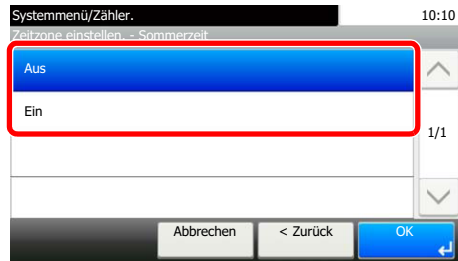 Systemmenü/Zähler.
10:10
Zeitzone einstellen. - Sommerzeit
Aus
Ein
1/1
Abbrechen
< Zurück
OK